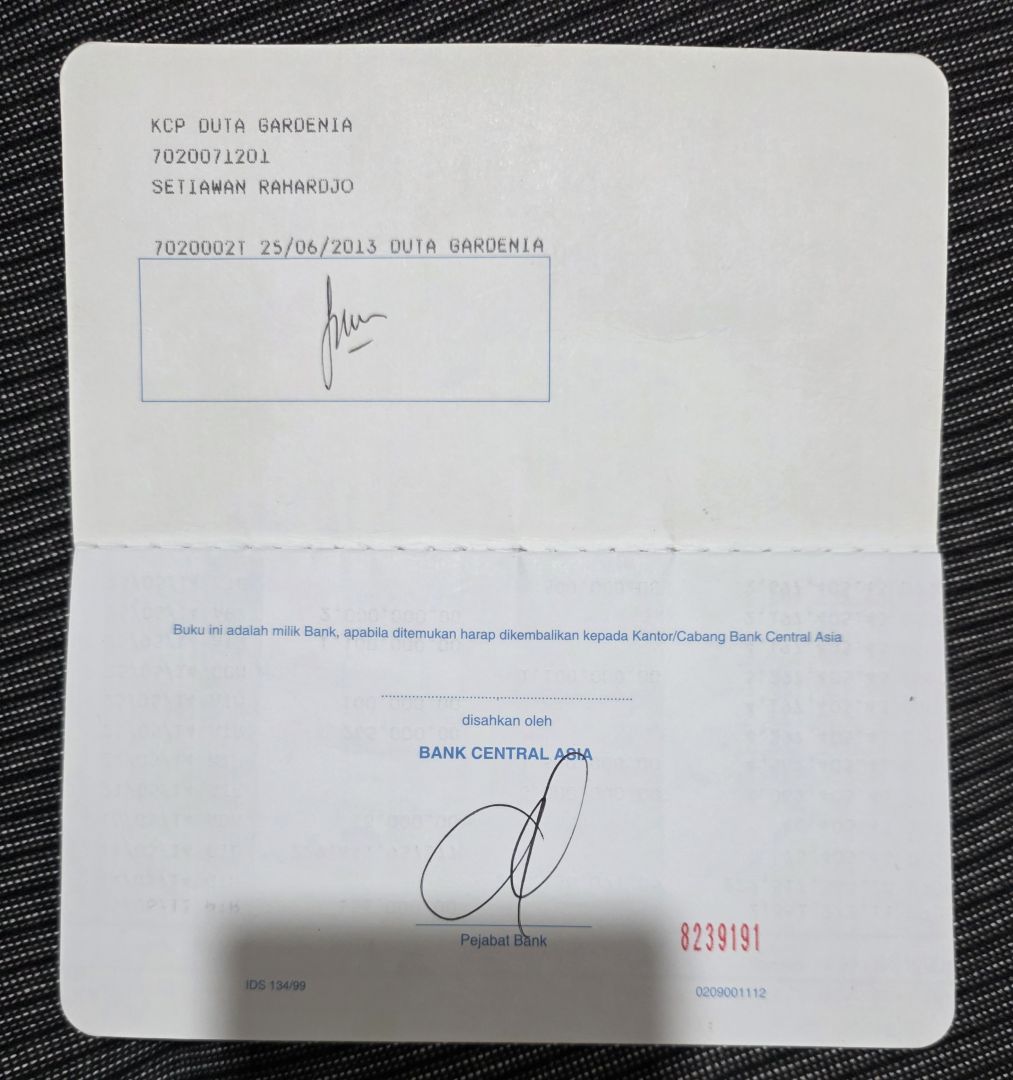 KCP DUTA GARDENIA
7020071201
SETIAWAN RAHARDJO
7020002T 25/06/2013 DUTA GARDENIA
Buku ini adalah milik Bank, apabila ditemukan harap dikembalikan kepada Kantor/Cabang Bank Central Asia
disahkan oleh
BANK CENTRAL ASIA
Pejabat Bank
8239191
IDS 134/99
0209001112